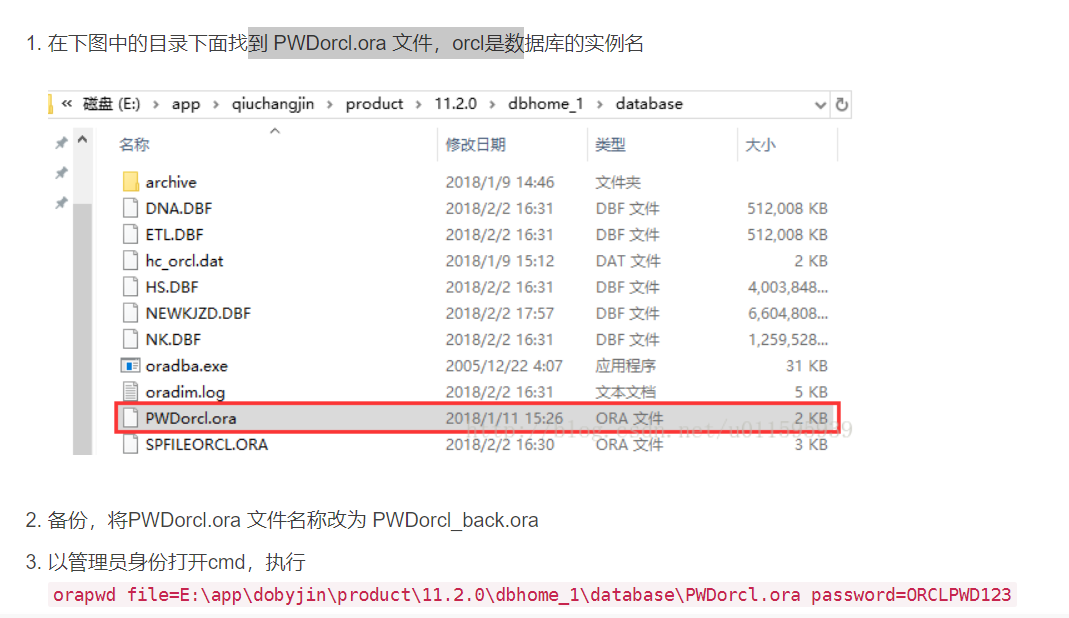 1. 在下图中的目录下面找到 PWDorcl.ora 文件，orcl是数据库的实例名
« 磁盘 (E:) › app › qiuchangjin › product › 11.2.0 › dbhome_1 › database
名称 修改日期 类型 大小
archive 2018/1/9 14:46 文件夹
DNA.DBF 2018/2/2 16:31 DBF 文件 512,008 KB
ETL.DBF 2018/2/2 16:31 DBF 文件 512,008 KB
hc_orcl.dat 2018/1/9 15:12 DAT 文件 2 KB
HS.DBF 2018/2/2 16:31 DBF 文件 4,003,848...
NEWKJZD.DBF 2018/2/2 17:57 DBF 文件 6,604,808...
NK.DBF 2018/2/2 16:31 DBF 文件 1,259,528...
oradba.exe 2005/12/22 4:07 应用程序 31 KB
oradim.log 2018/2/2 16:31 文本文档 5 KB
PWDorcl.ora 2018/1/11 15:26 ORA 文件 2 KB
SPFILEORCL.ORA 2018/2/2 16:30 ORA 文件 3 KB
2. 备份，将PWDorcl.ora 文件名称改为 PWDorcl_back.ora
3. 以管理员身份打开cmd，执行
orapwd file=E:\app\dobyjin\product\11.2.0\dbhome_1\database\PWDorcl.ora password=ORCLPWD123